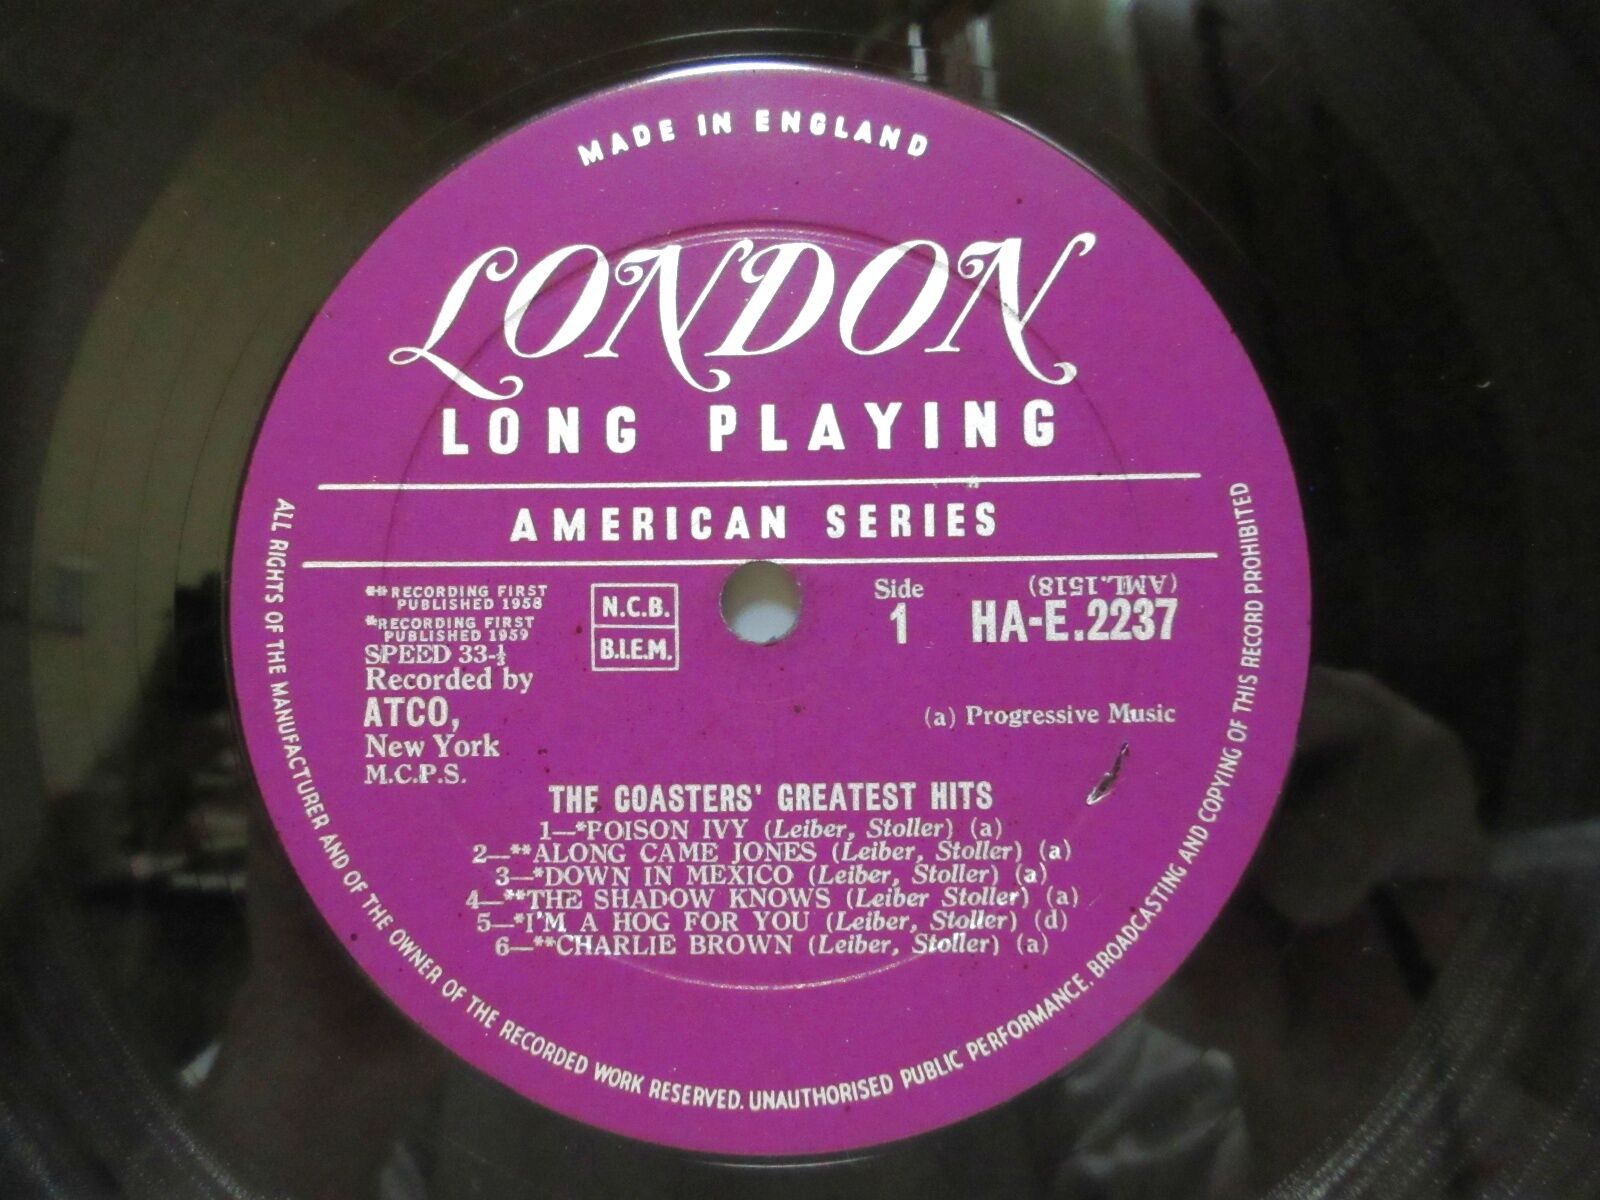 MADE IN ENGLAND
LONDON
LONG PLAYING
AMERICAN SERIES
**RECORDING FIRST
PUBLISHED 1958
*RECORDING FIRST
PUBLISHED 1959
SPEED 33-⅓
Recorded by
ATCO,
New York
M.C.P.S.
N.C.B.
B.I.E.M.
Side
1
(AML.1518)
HA-E.2237
(a) Progressive Music
THE COASTERS' GREATEST HITS
1—*POISON IVY (Leiber, Stoller) (a)
2—**ALONG CAME JONES (Leiber, Stoller) (a)
3—*DOWN IN MEXICO (Leiber, Stoller) (a)
4—**THE SHADOW KNOWS (Leiber Stoller) (a)
5—*I'M A HOG FOR YOU (Leiber, Stoller) (d)
6—**CHARLIE BROWN (Leiber, Stoller) (a)
ALL RIGHTS OF THE MANUFACTURER AND OF THE OWNER OF THE RECORDED WORK RESERVED. UNAUTHORISED PUBLIC PERFORMANCE, BROADCASTING AND COPYING OF THIS RECORD PROHIBITED